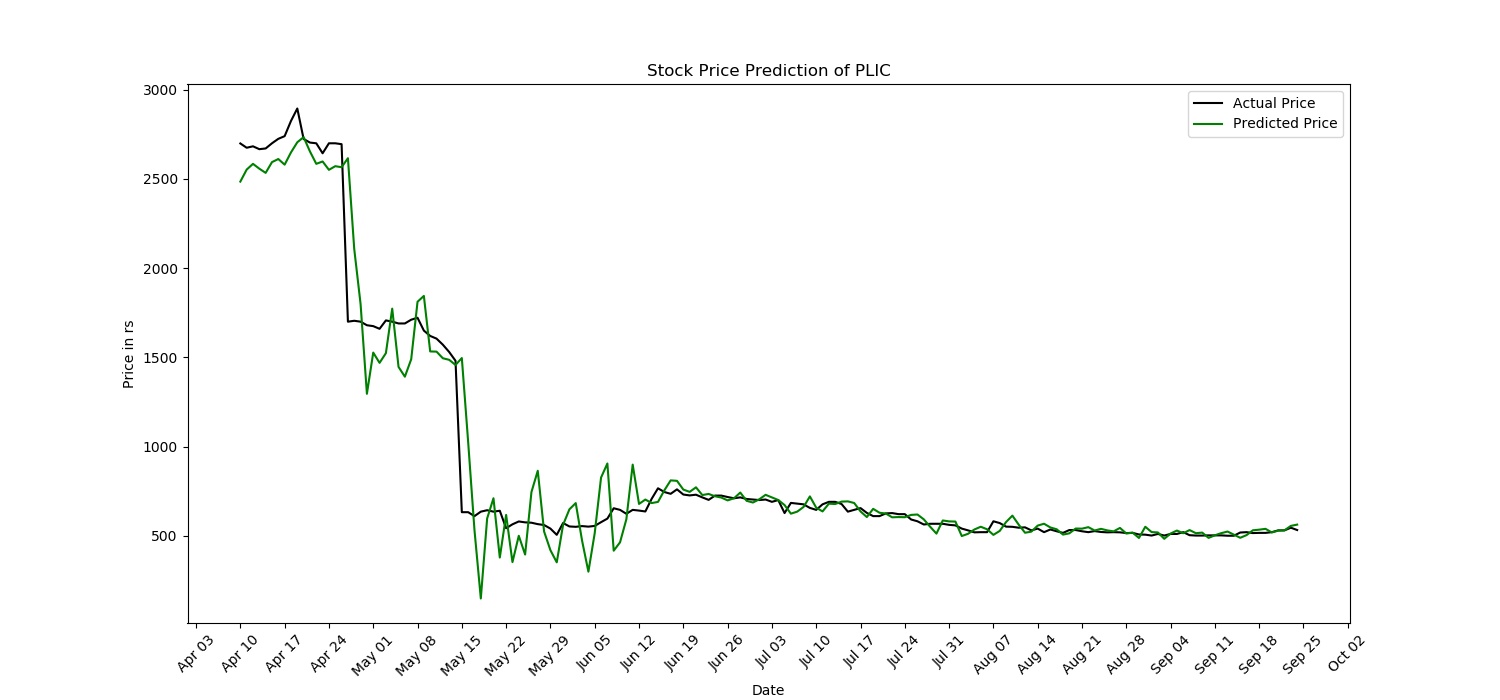 Stock Price Prediction of PLIC
Actual Price
Predicted Price
Price in rs
3000
2500
2000
1500
1000
500
Apr 03 Apr 10 Apr 17 Apr 24 May 01 May 08 May 15 May 22 May 29 Jun 05 Jun 12 Jun 19 Jun 26 Jul 03 Jul 10 Jul 17 Jul 24 Jul 31 Aug 07 Aug 14 Aug 21 Aug 28 Sep 04 Sep 11 Sep 18 Sep 25 Oct 02
Date